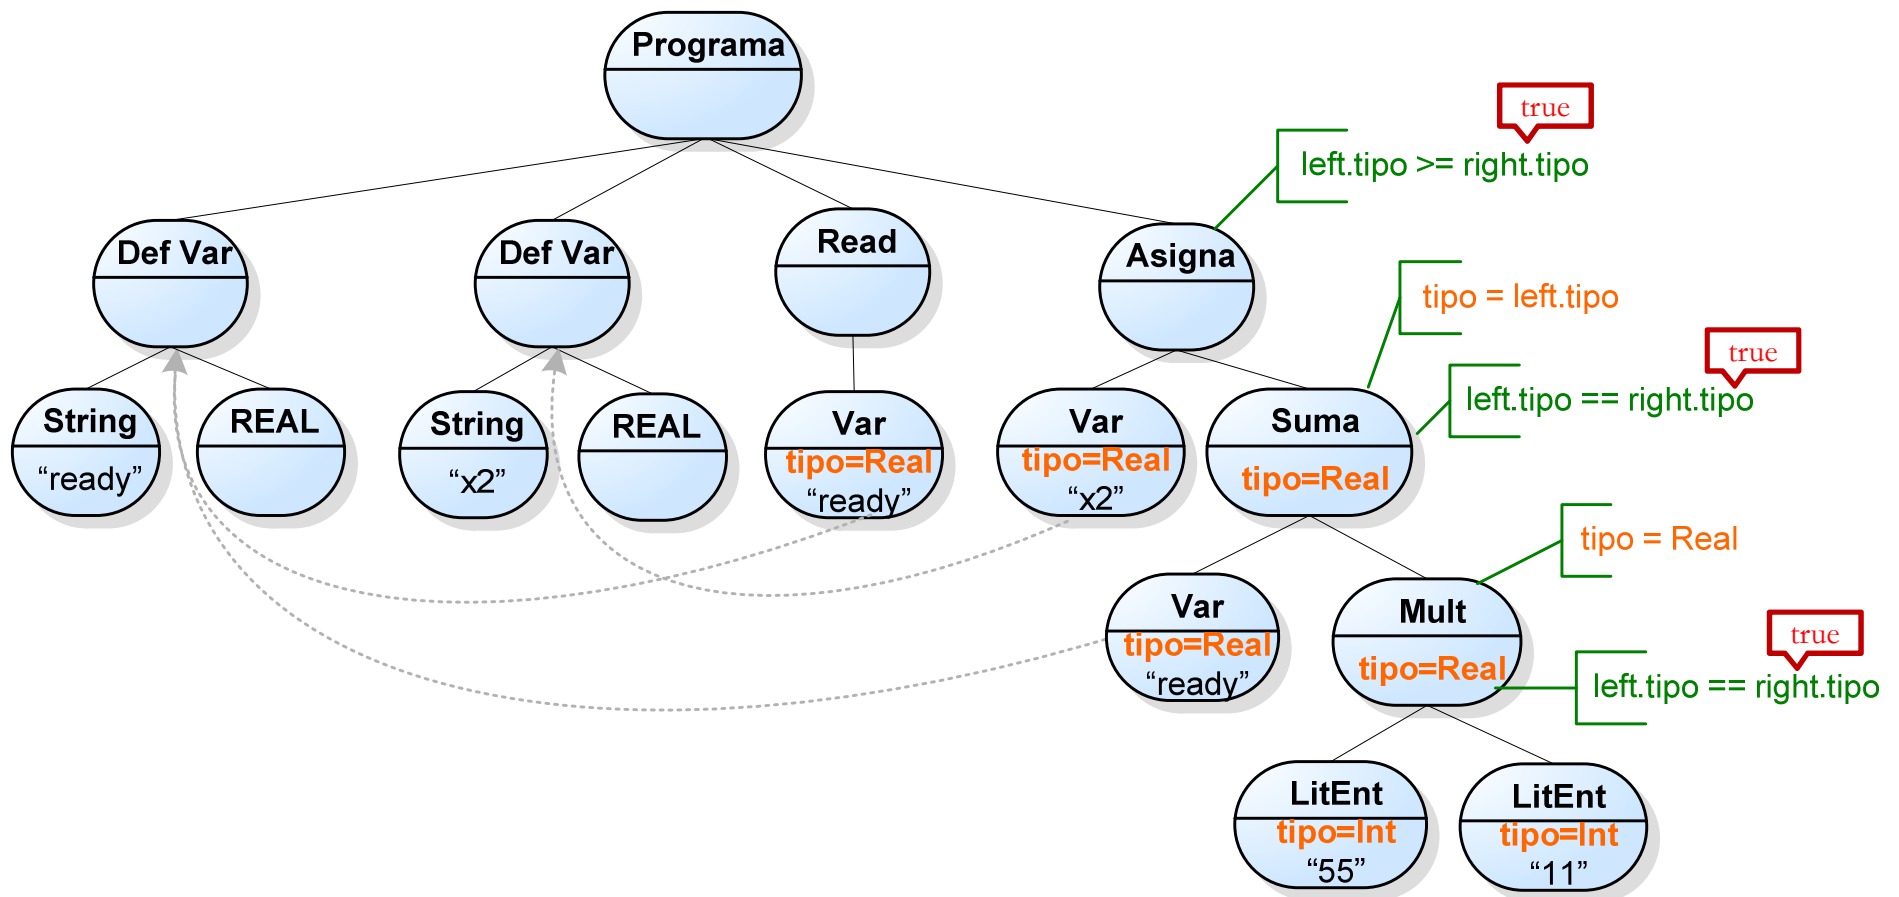 Programa
true
left.tipo >= right.tipo
Def Var
Def Var
Read
Asigna
tipo = left.tipo
true
left.tipo == right.tipo
String
“ready”
REAL
String
“x2”
REAL
Var
tipo=Real
“ready”
Var
tipo=Real
“x2”
Suma
tipo=Real
tipo = Real
Var
tipo=Real
“ready”
Mult
tipo=Real
true
left.tipo == right.tipo
LitEnt
tipo=Int
“55”
LitEnt
tipo=Int
“11”